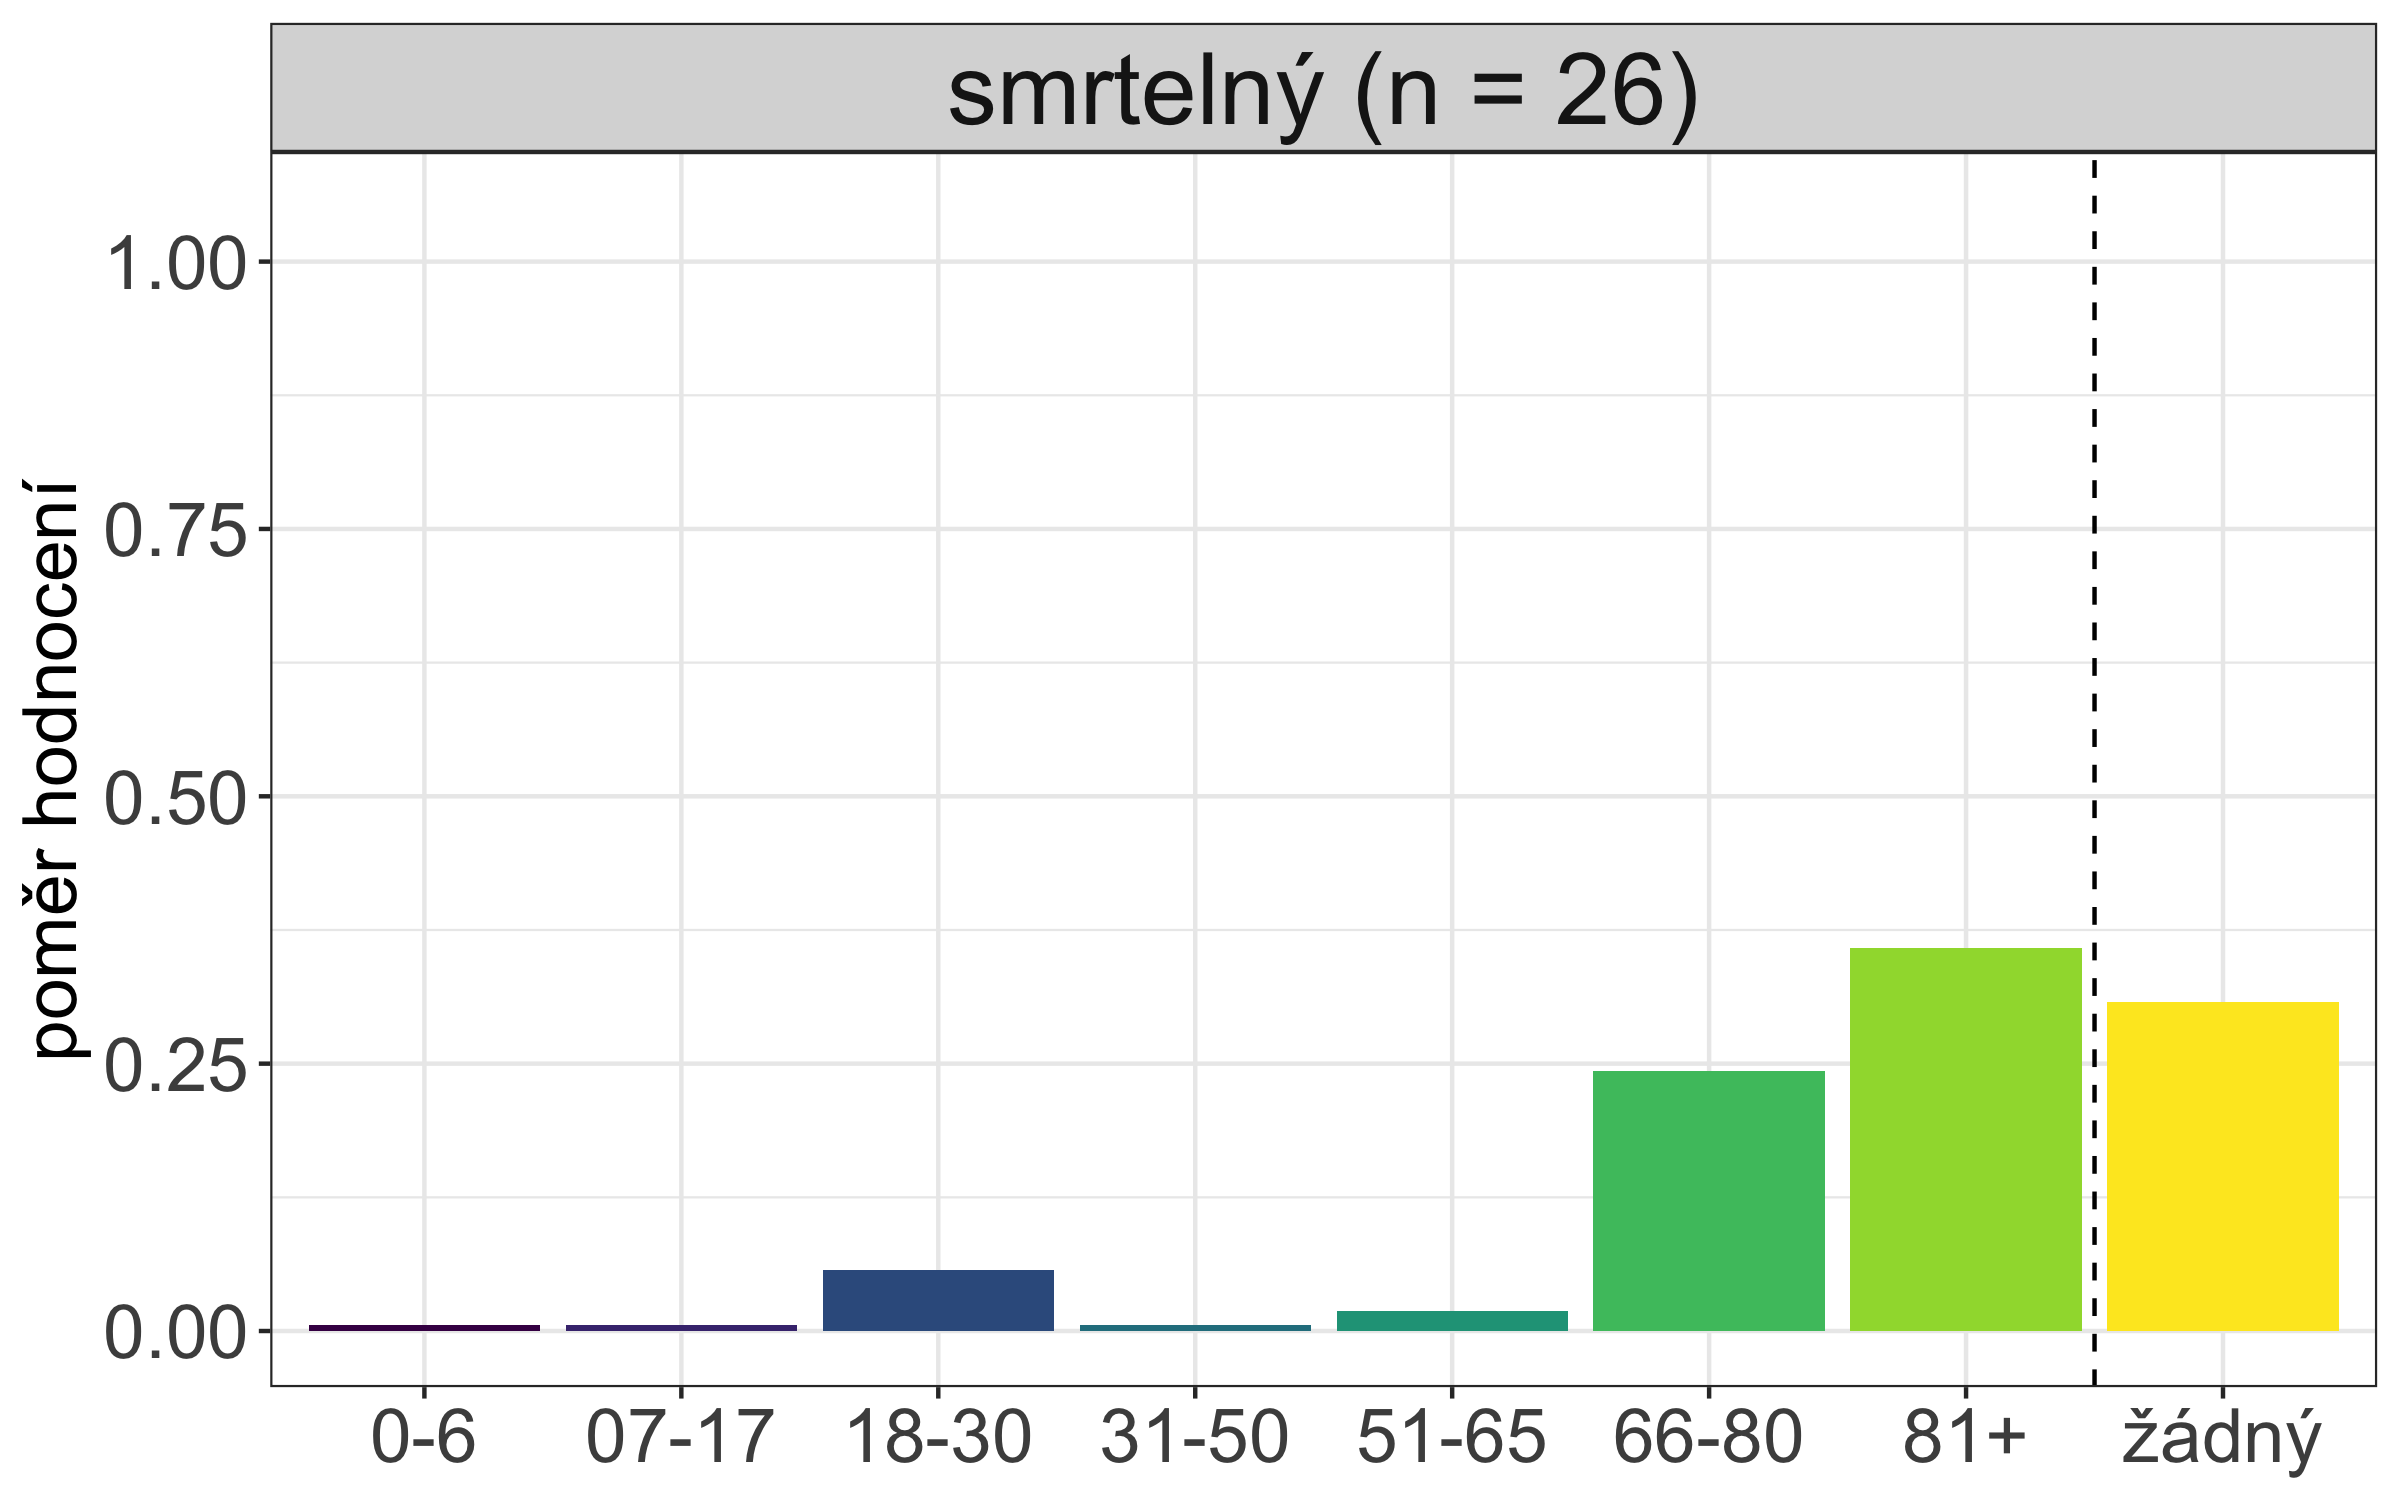 smrtelný (n = 26)
poměr hodnocení
1.00
0.75
0.50
0.25
0.00
0-6 07-17 18-30 31-50 51-65 66-80 81+ žádný